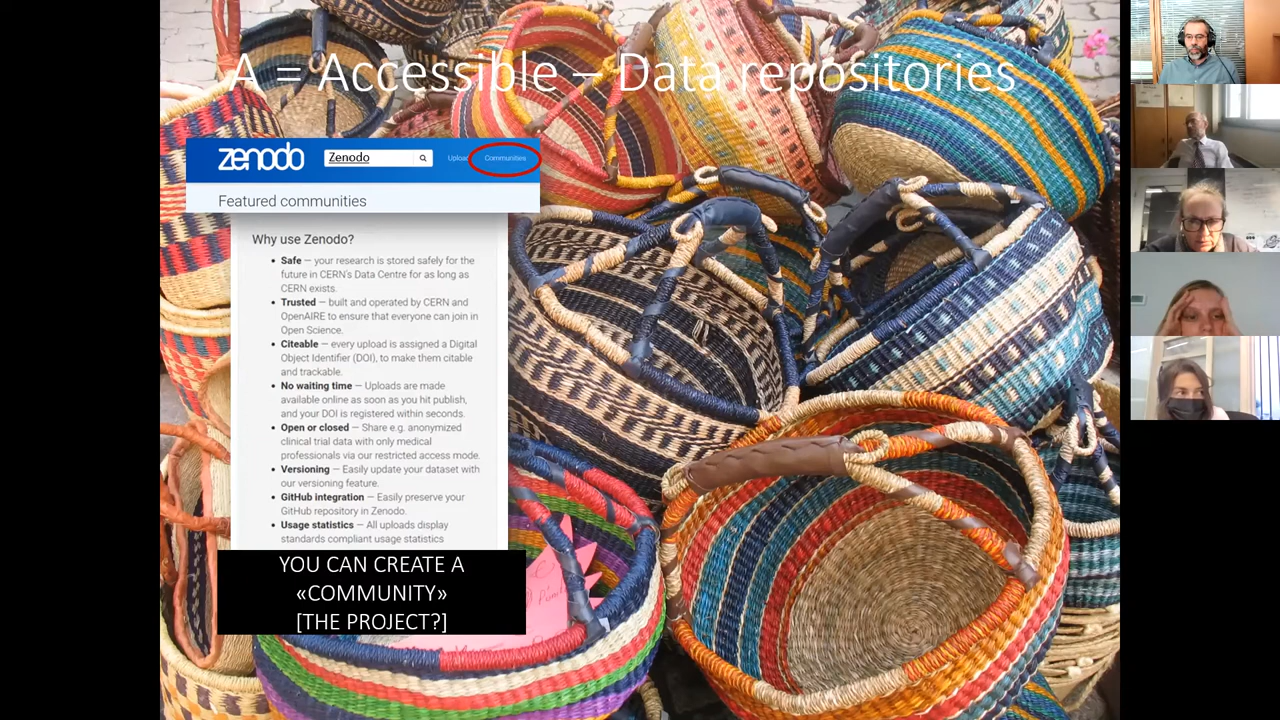 A = Accessible – Data repositories
zenodo
Zenodo
Upload
Communities
Featured communities
Why use Zenodo?
Safe — your research is stored safely for the
future in CERN's Data Centre for as long as
CERN exists.
Trusted — built and operated by CERN and
OpenAIRE to ensure that everyone can join in
Open Science.
Citeable — every upload is assigned a Digital
Object Identifier (DOI), to make them citable
and trackable.
No waiting time — Uploads are made
available online as soon as you hit publish,
and your DOI is registered within seconds.
Open or closed — Share e.g. anonymized
clinical trial data with only medical
professionals via our restricted access mode.
Versioning — Easily update your dataset with
our versioning feature.
GitHub integration — Easily preserve your
GitHub repository in Zenodo.
Usage statistics — All uploads display
standards compliant usage statistics
YOU CAN CREATE A
«COMMUNITY»
[THE PROJECT?]